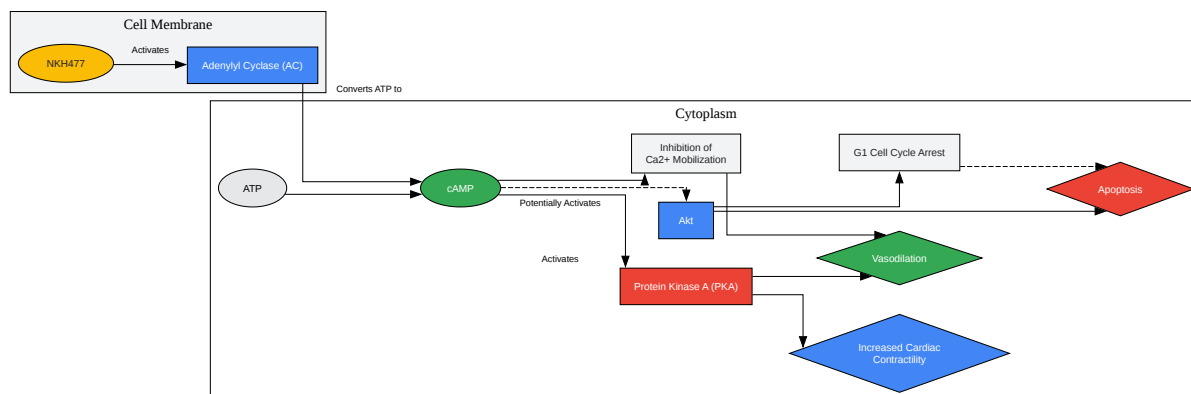 Cell Membrane
NKH477
Activates
Adenylyl Cyclase (AC)
Converts ATP to
Cytoplasm
ATP
cAMP
Inhibition of
Ca2+ Mobilization
G1 Cell Cycle Arrest
Apoptosis
Potentially Activates
Akt
Vasodilation
Activates
Protein Kinase A (PKA)
Increased Cardiac
Contractility